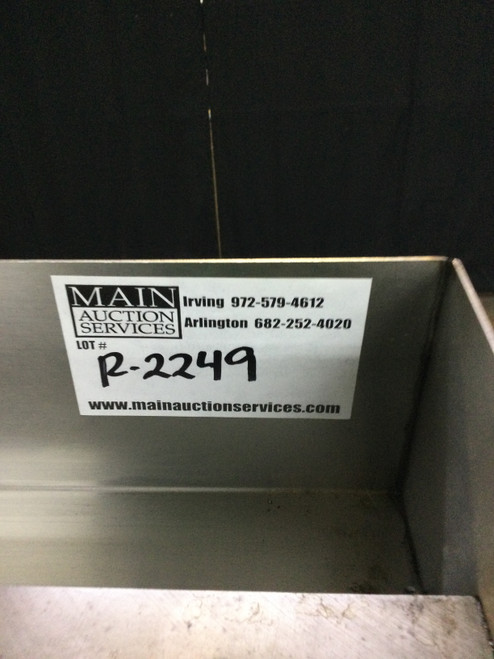 MAIN
AUCTION
SERVICES
Irving 972-579-4612
Arlington 682-252-4020
LOT #
R-2249
www.mainauctionservices.com